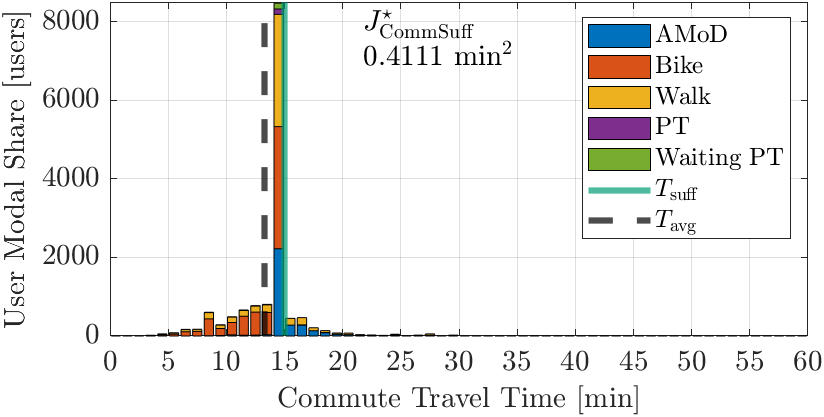 J⋆CommSuff
0.4111 min²
AMoD
Bike
Walk
PT
Waiting PT
Tsuff
Tavg
User Modal Share [users]
8000
6000
4000
2000
0
0 5 10 15 20 25 30 35 40 45 50 55 60
Commute Travel Time [min]